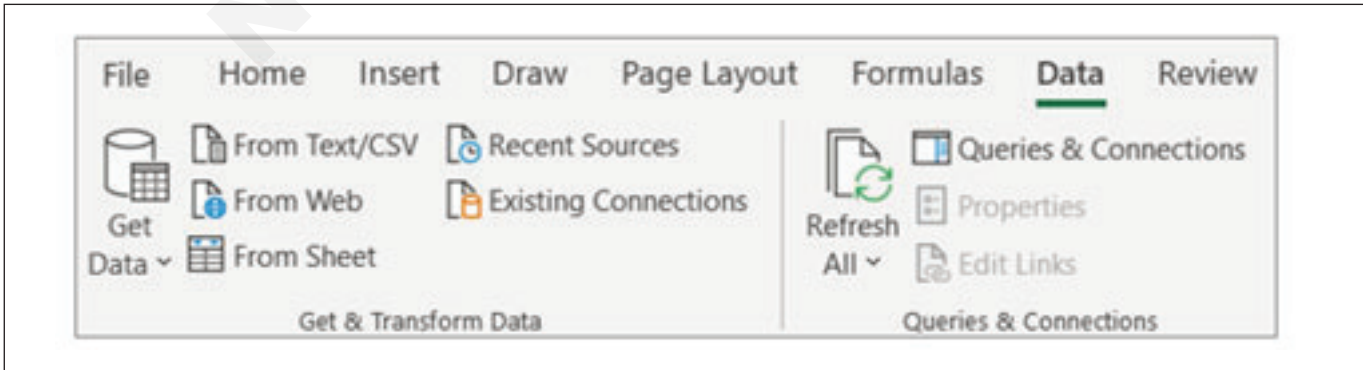 File Home Insert Draw Page Layout Formulas Data Review
From Text/CSV Recent Sources
From Web Existing Connections
From Sheet
Get
Data
Get & Transform Data
Refresh
All
Queries & Connections
Properties
Edit Links
Queries & Connections